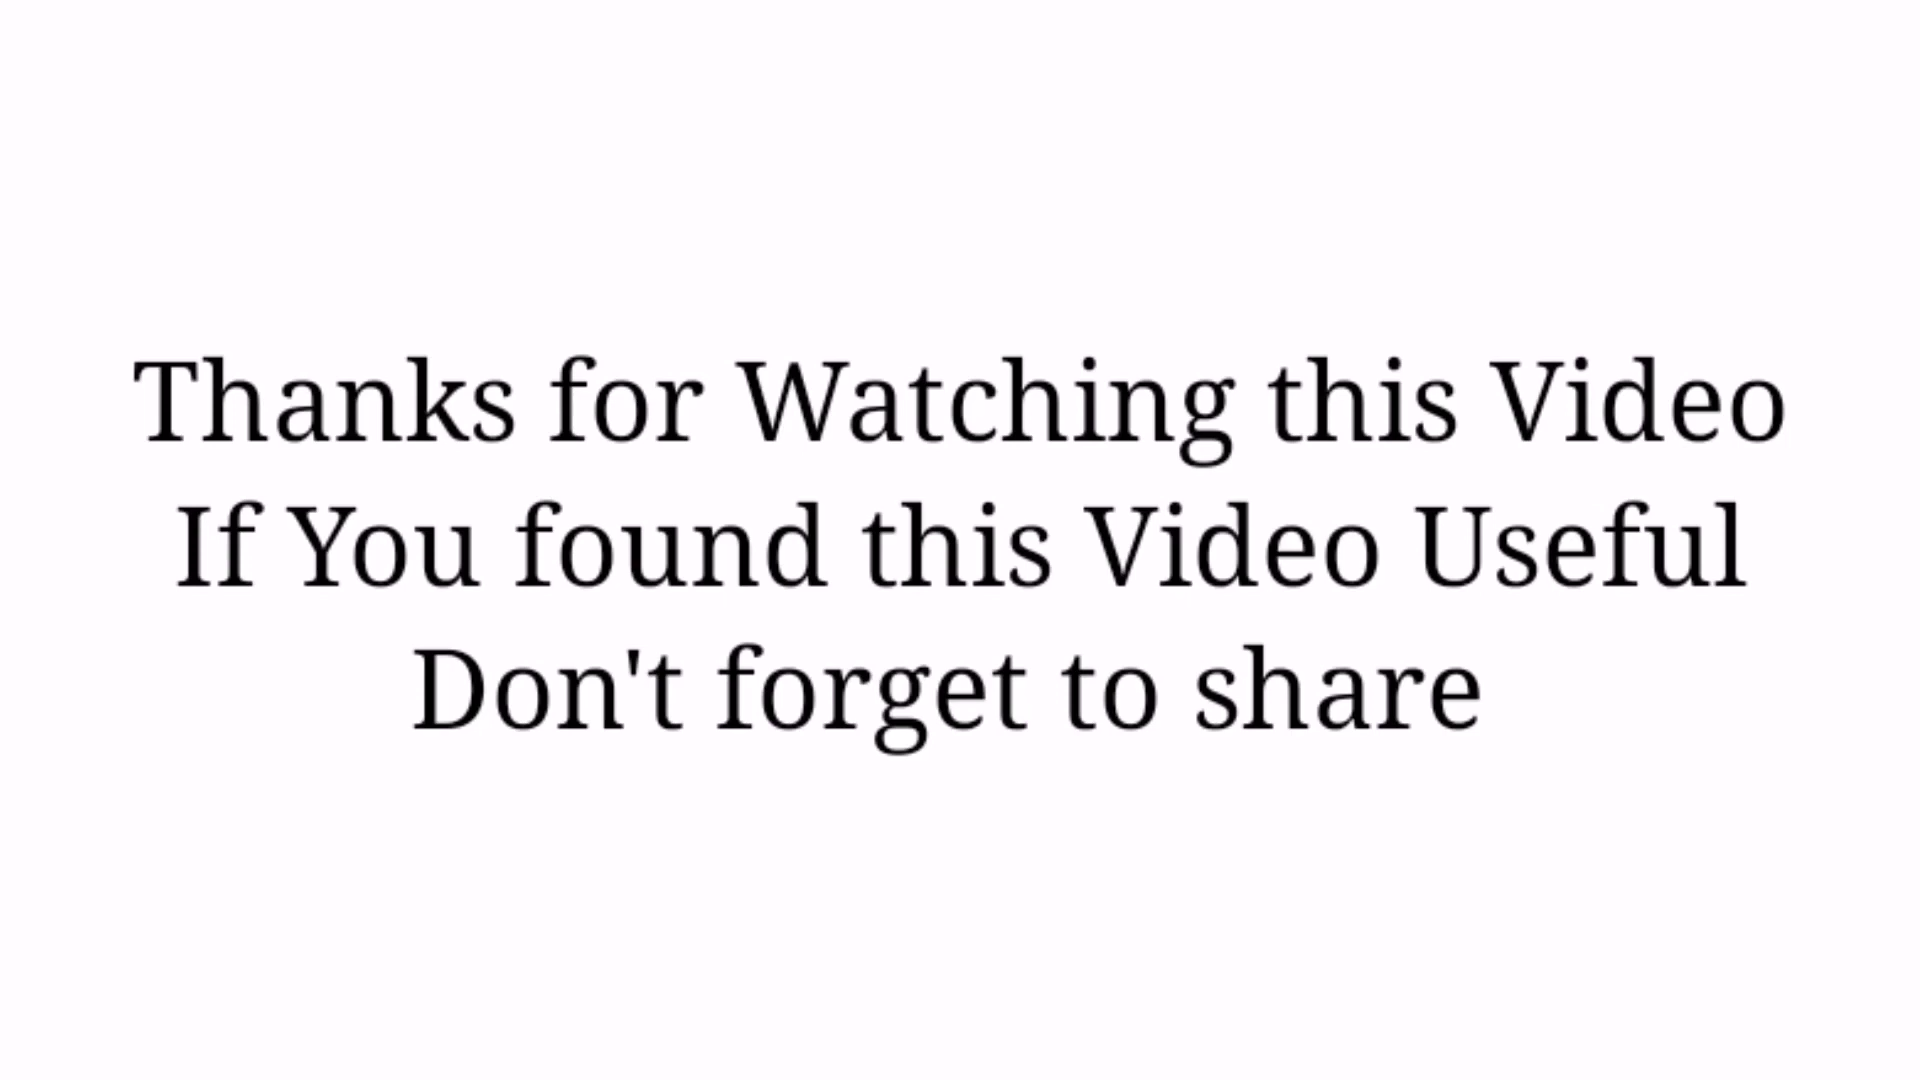 Thanks for Watching this Video
If You found this Video Useful
Don't forget to share